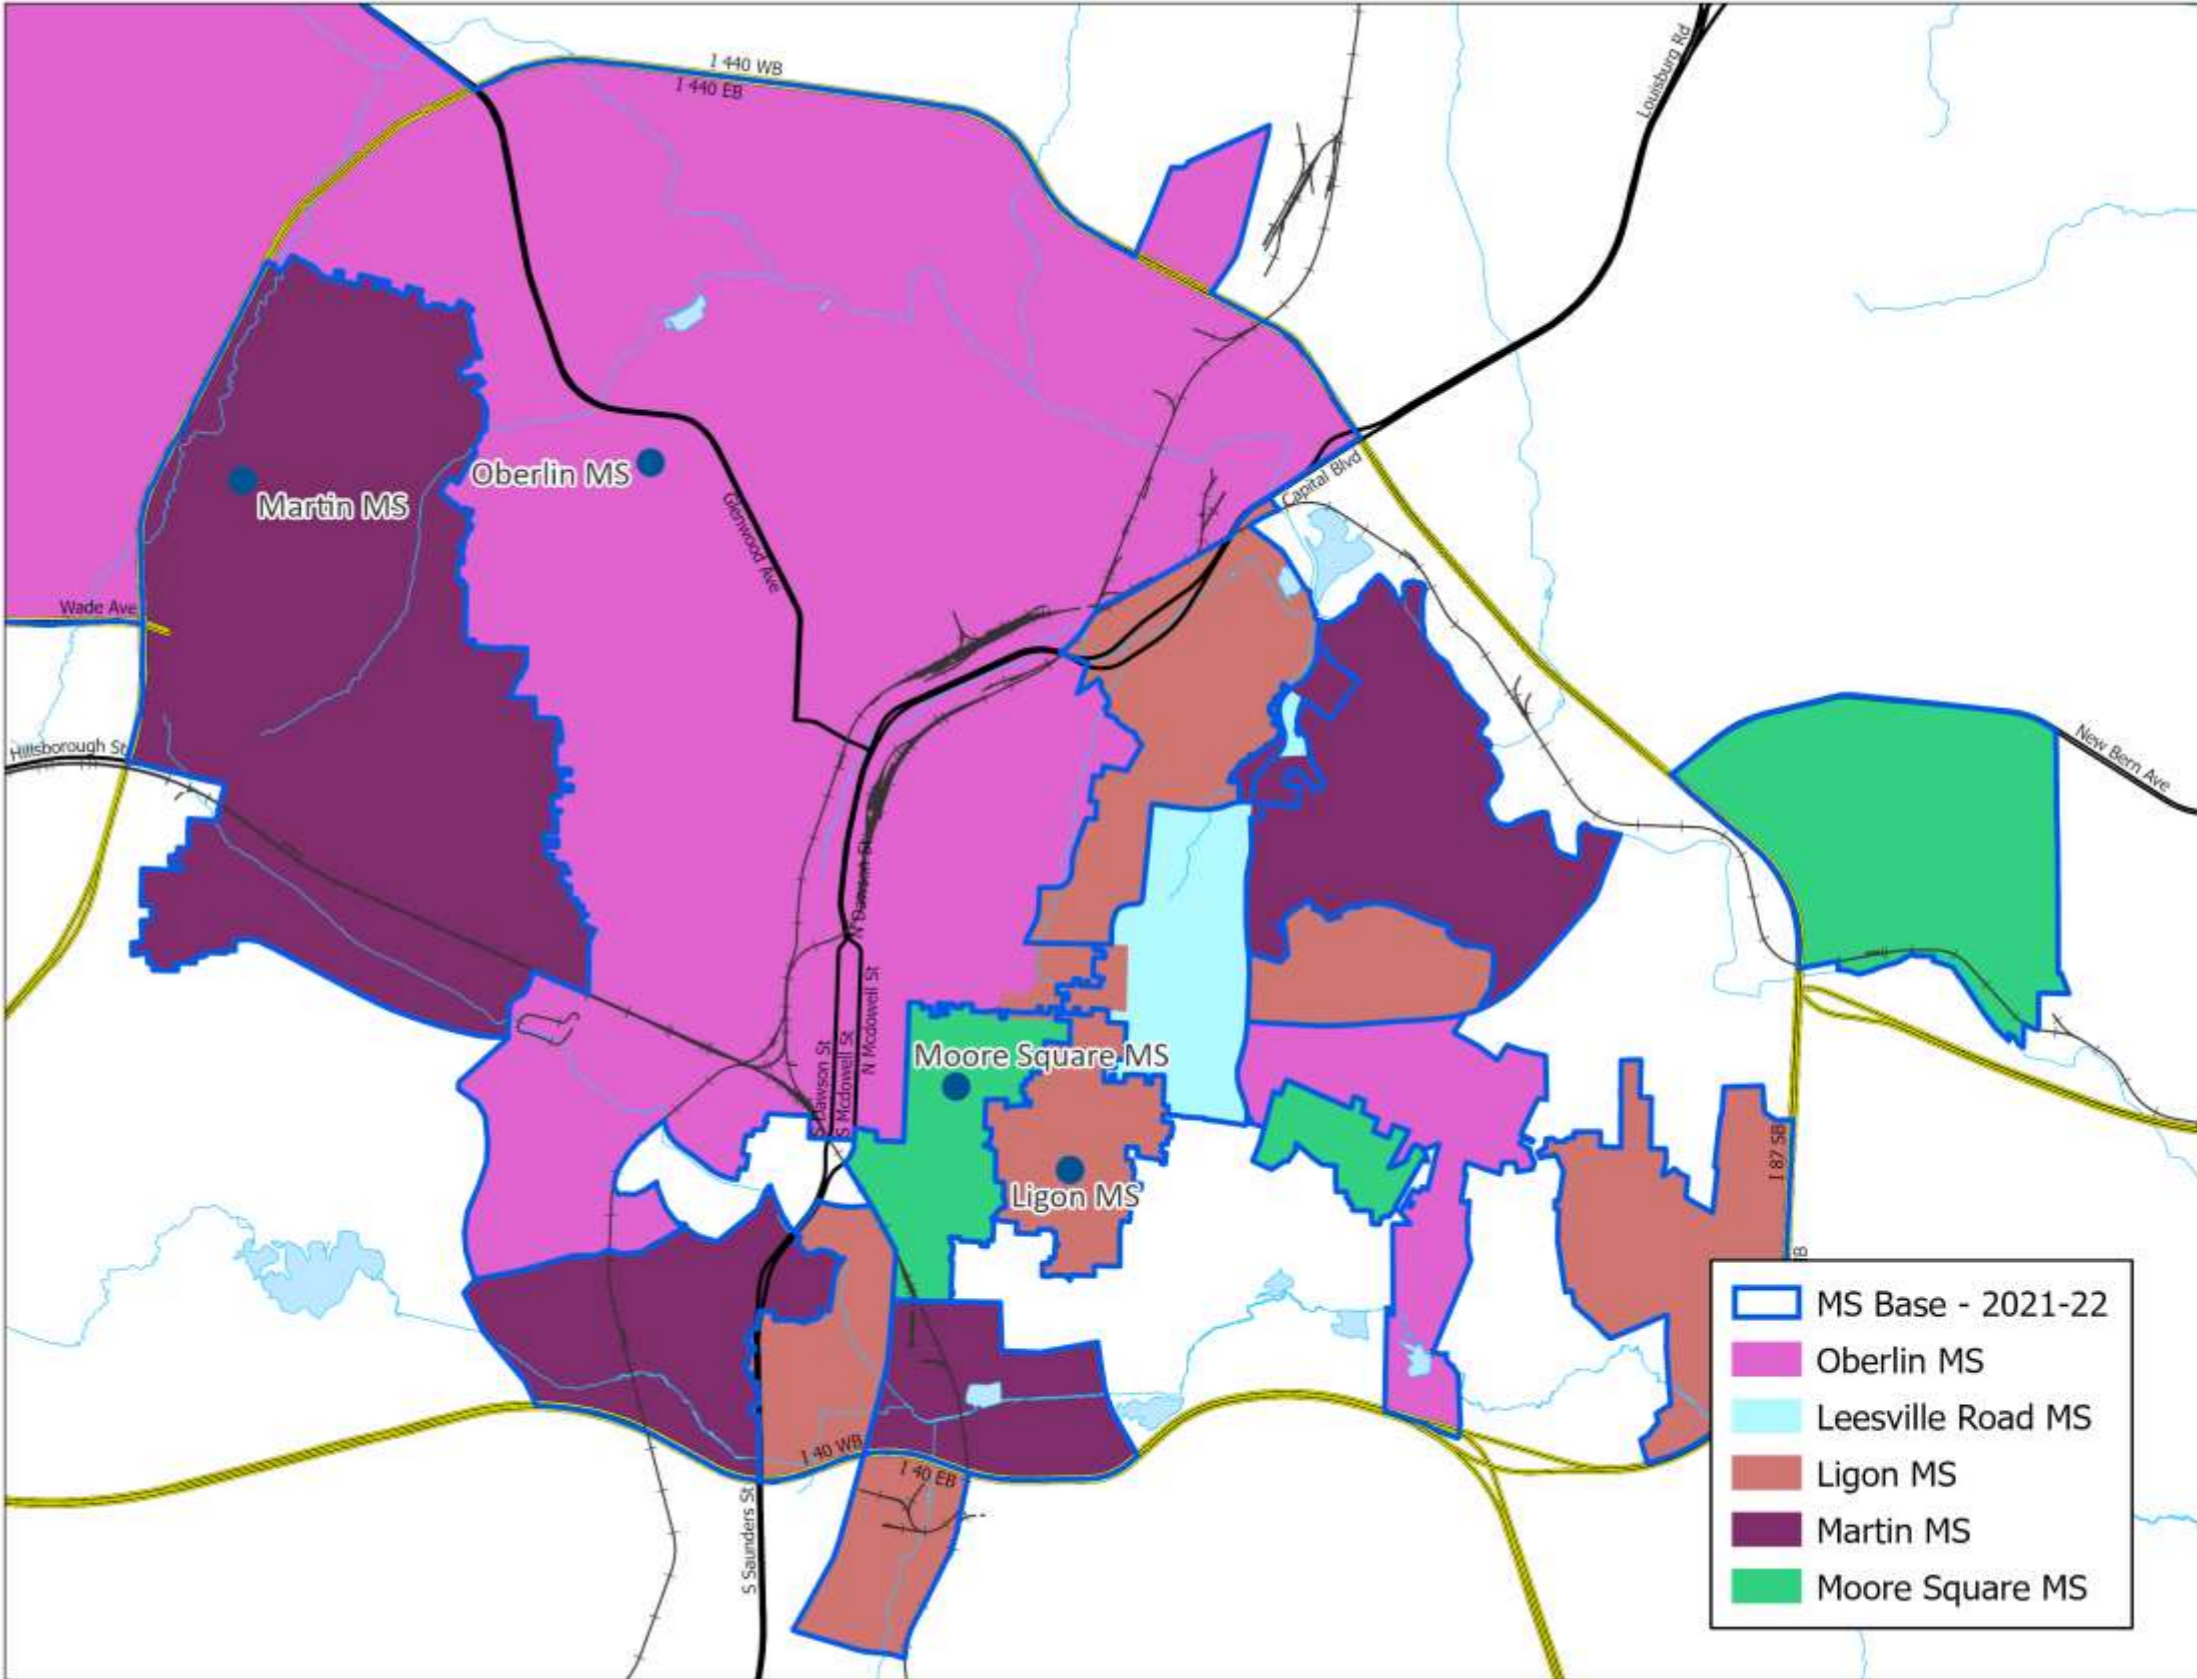 I 440 WB
I 440 EB
Louisburg Rd
Oberlin MS
Martin MS
Capital Blvd
Glenwood Ave
Wade Ave
Hillsborough St
New Bern Ave
N Dawson St
N Mcdowell St
S Dawson St
S Mcdowell St
Moore Square MS
Ligon MS
I 87 SB
B
I 40 WB
I 40 EB
S Saunders St
MS Base - 2021-22
Oberlin MS
Leesville Road MS
Ligon MS
Martin MS
Moore Square MS